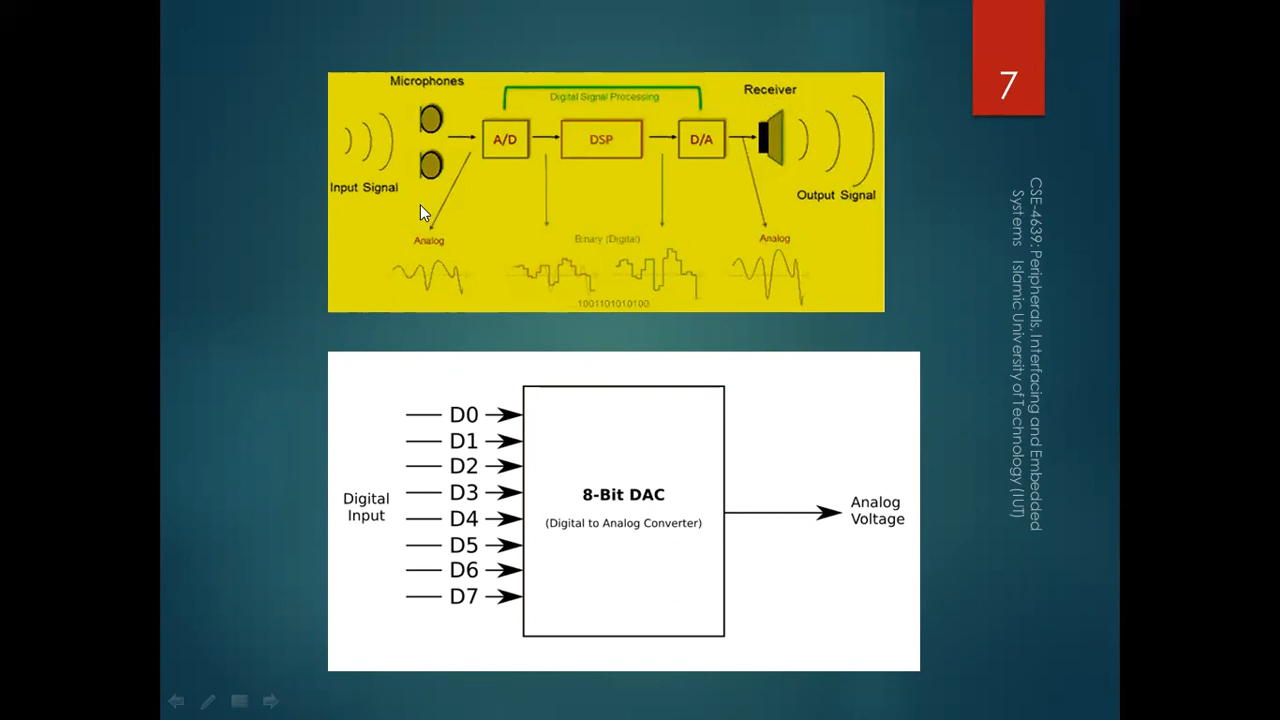 7
Microphones
Digital Signal Processing
Receiver
A/D
DSP
D/A
Input Signal
Output Signal
Analog
Binary (Digital)
Analog
1001101010100
D0
D1
D2
D3
D4
D5
D6
D7
Digital
Input
8-Bit DAC
(Digital to Analog Converter)
Analog
Voltage
CSE-4639: Peripherals, Interfacing and Embedded
Systems Islamic University of Technology (IUT)